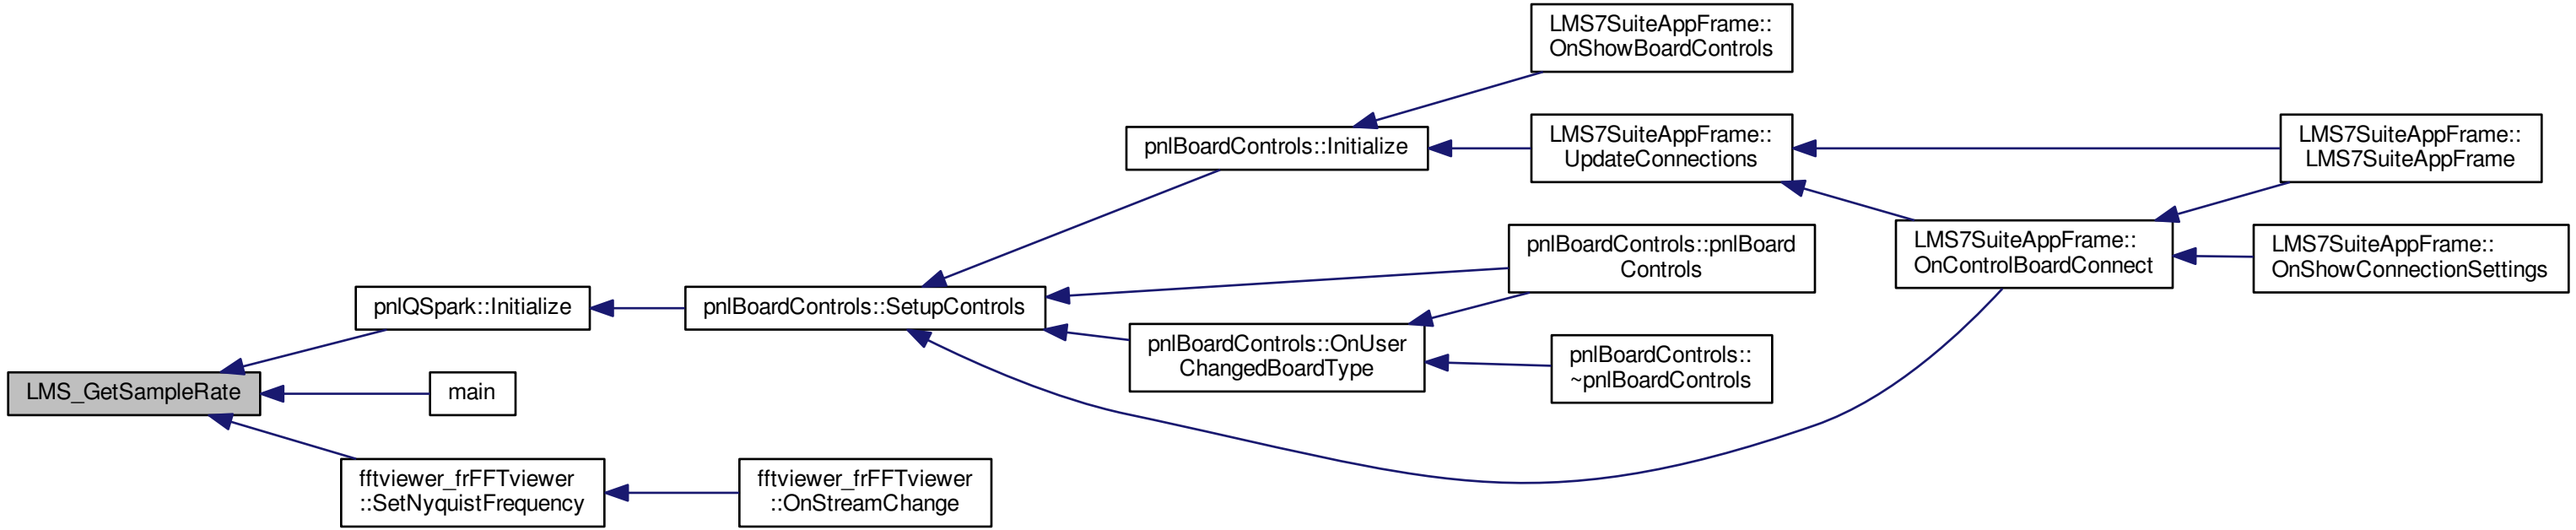 LMS7SuiteAppFrame::
OnShowBoardControls
pnlBoardControls::Initialize
LMS7SuiteAppFrame::
UpdateConnections
LMS7SuiteAppFrame::
LMS7SuiteAppFrame
pnlBoardControls::pnlBoard
Controls
LMS7SuiteAppFrame::
OnControlBoardConnect
LMS7SuiteAppFrame::
OnShowConnectionSettings
pnlQSpark::Initialize
pnlBoardControls::SetupControls
pnlBoardControls::OnUser
ChangedBoardType
pnlBoardControls::
~pnlBoardControls
LMS_GetSampleRate
main
fftviewer_frFFTviewer
::SetNyquistFrequency
fftviewer_frFFTviewer
::OnStreamChange